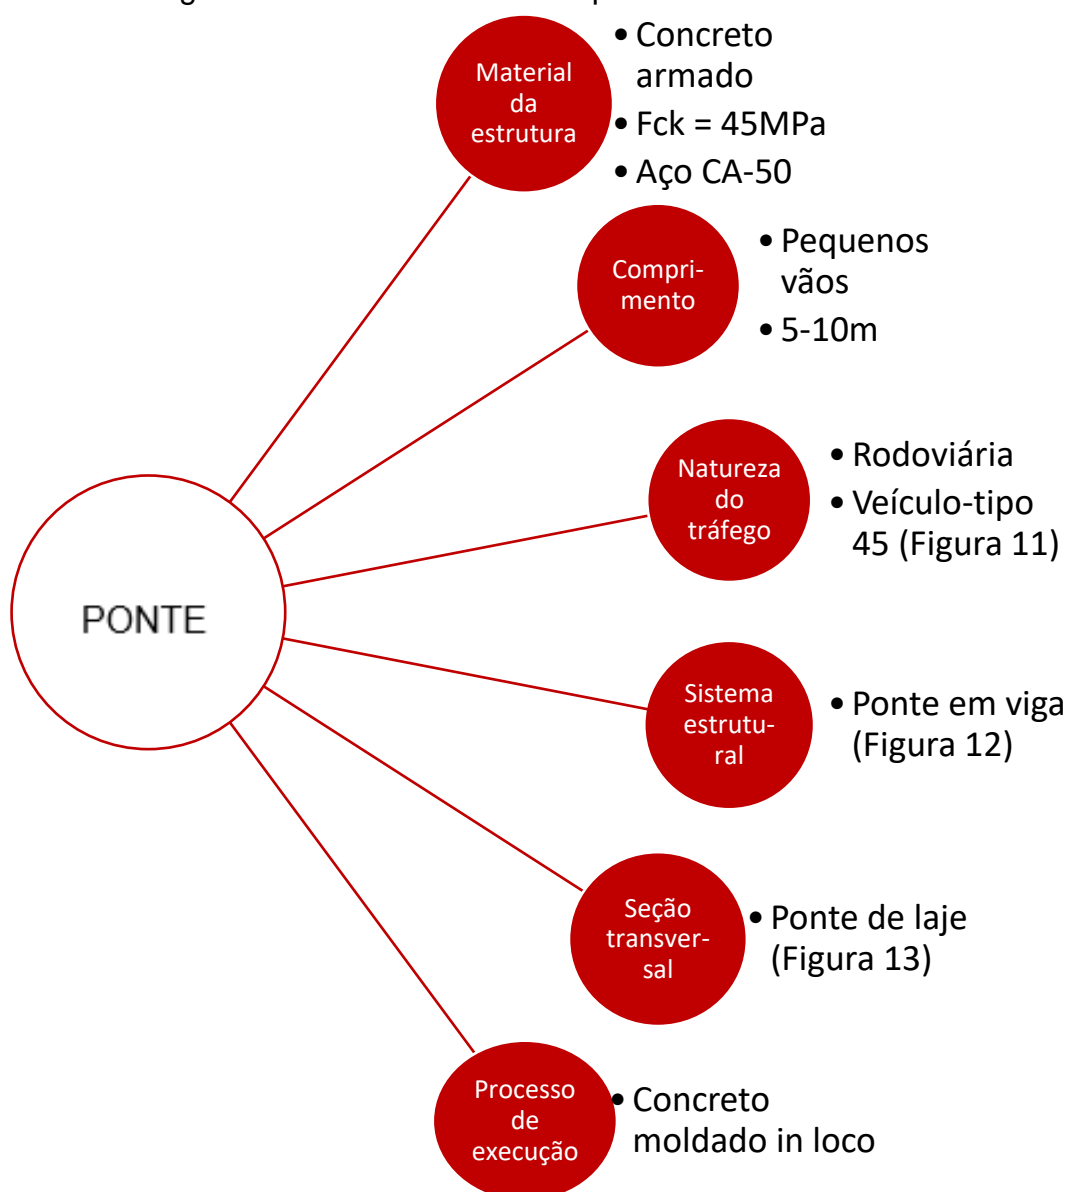 Material
da
estrutura
• Concreto
armado
• Fck = 45MPa
• Aço CA-50
Compri-
mento
• Pequenos
vãos
• 5-10m
Natureza
do
tráfego
• Rodoviária
• Veículo-tipo
45 (Figura 11)
PONTE
Sistema
estrutu-
ral
• Ponte em viga
(Figura 12)
Seção
transver-
sal
• Ponte de laje
(Figura 13)
Processo
de
execução
• Concreto
moldado in loco